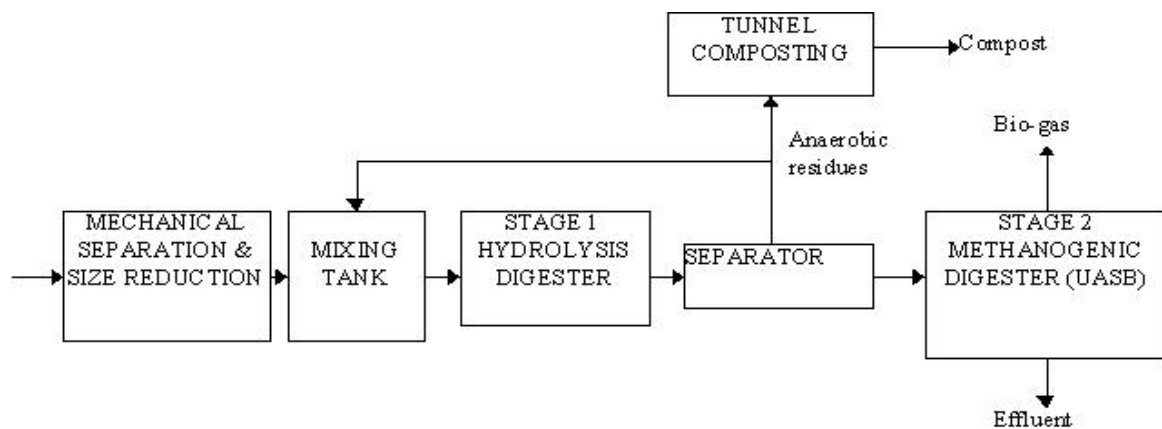 TUNNEL
COMPOSTING
Compost
Bio-gas
Anaerobic
residues
MECHANICAL
SEPARATION &
SIZE REDUCTION
MIXING
TANK
STAGE 1
HYDROLYSIS
DIGESTER
SEPARATOR
STAGE 2
METHANOGENIC
DIGESTER (UASB)
Effluent